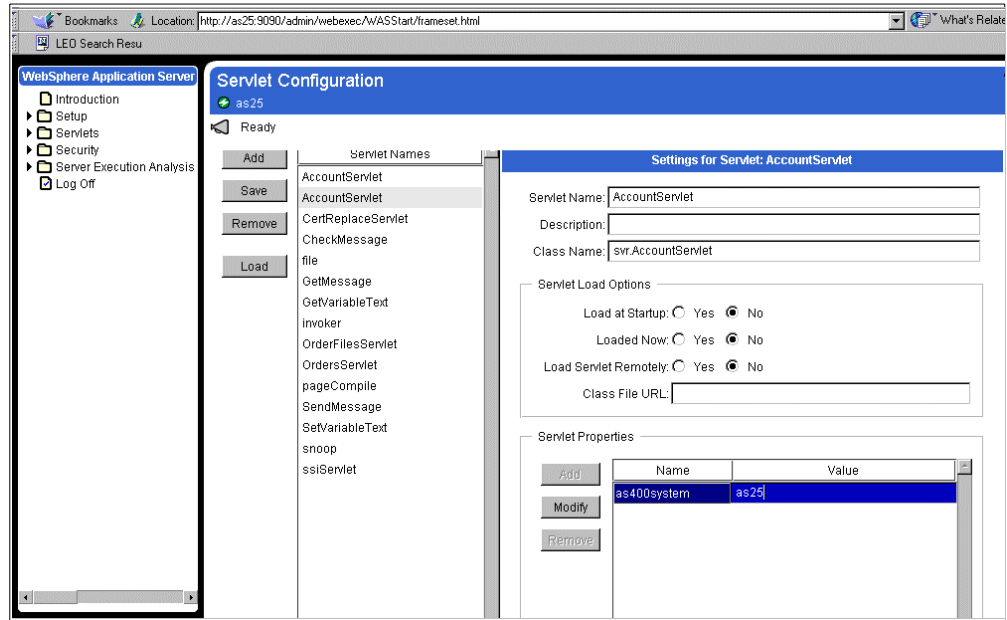 Bookmarks Location: http://as25:9090/admin/webexec/WASStart/frameset.html What's Relate
LEO Search Resu
WebSphere Application Server
Introduction
Setup
Servlets
Security
Server Execution Analysis
Log Off
Servlet Configuration
as25
Ready
Add
Save
Remove
Load
Servlet Names
AccountServlet
AccountServlet
CertReplaceServlet
CheckMessage
file
GetMessage
GetVariableText
invoker
OrderFilesServlet
OrdersServlet
pageCompile
SendMessage
SetVariableText
snoop
ssiServlet
Settings for Servlet: AccountServlet
Servlet Name: AccountServlet
Description:
Class Name: svr.AccountServlet
Servlet Load Options
Load at Startup: Yes No
Loaded Now: Yes No
Load Servlet Remotely: Yes No
Class File URL:
Servlet Properties
Add
Modify
Remove
Name Value
as400system as25